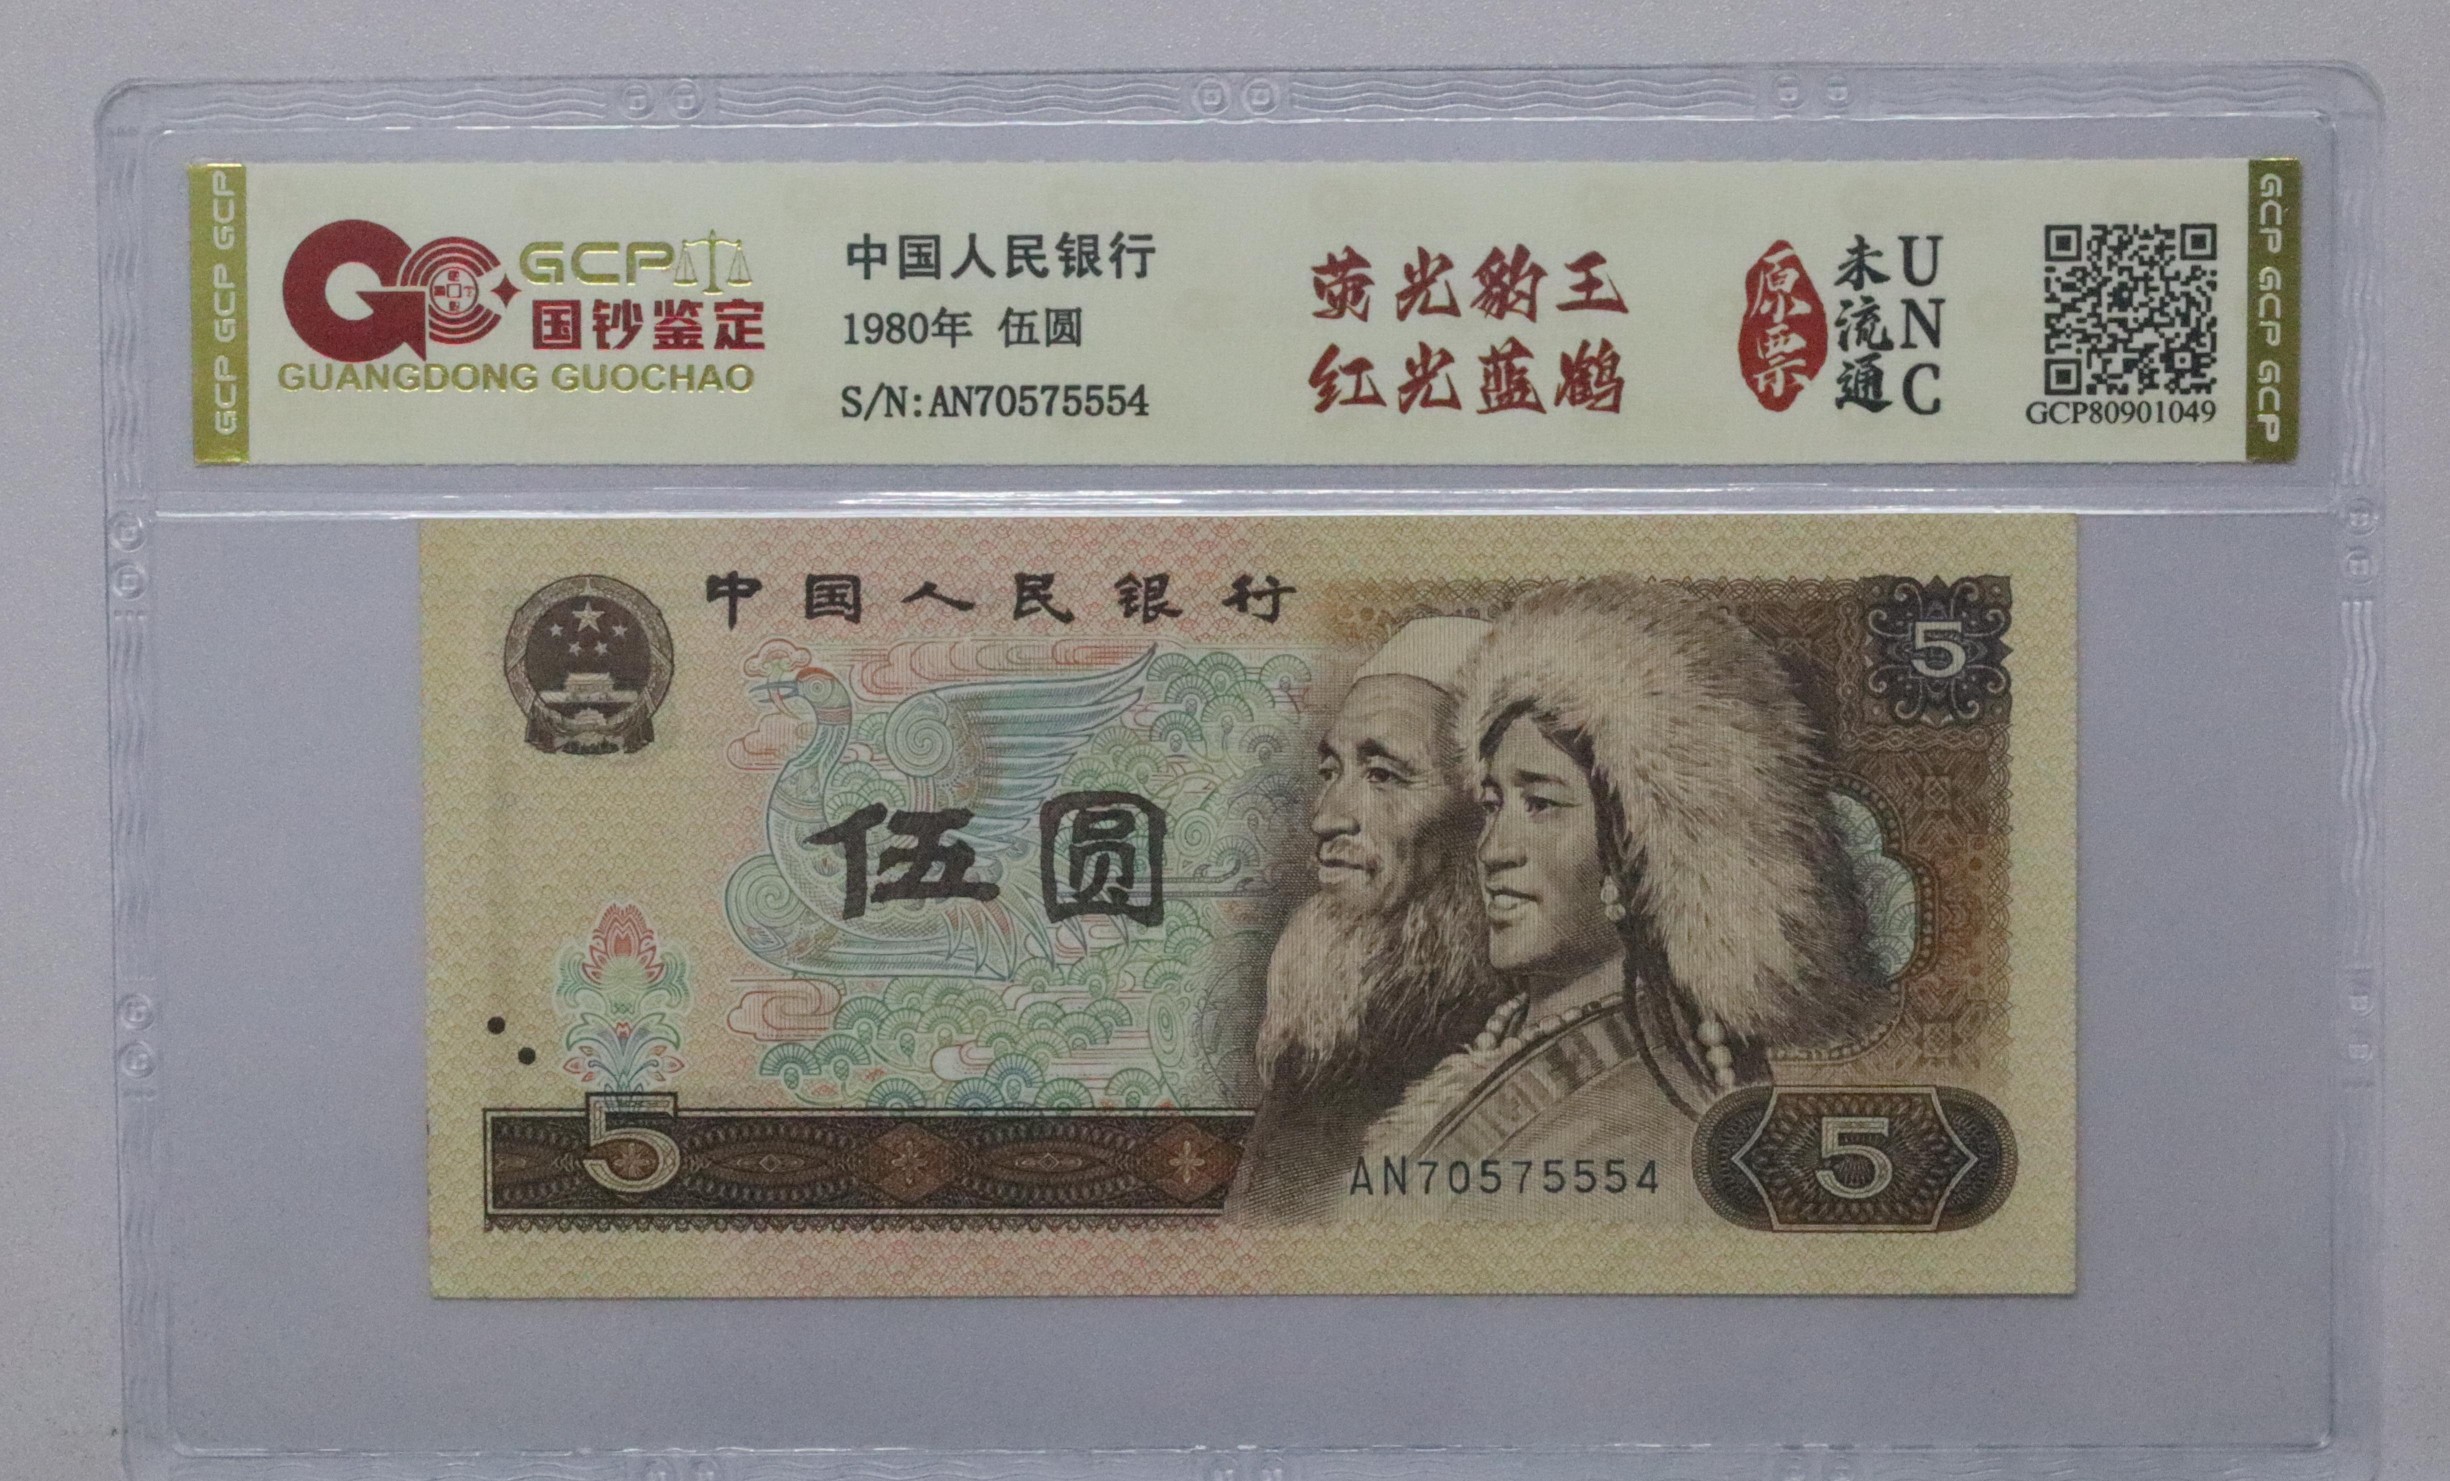 GCP GCP GCP
GCP
国钞鉴定
GUANGDONG GUOCHAO
中国人民银行
1980年 伍圆
S/N:AN70575554
荧光豹王
红光蓝鹤
原票
未流通
UNC
GCP80901049
GCP GCP GCP
中国人民银行
5
伍圆
5
AN70575554
5